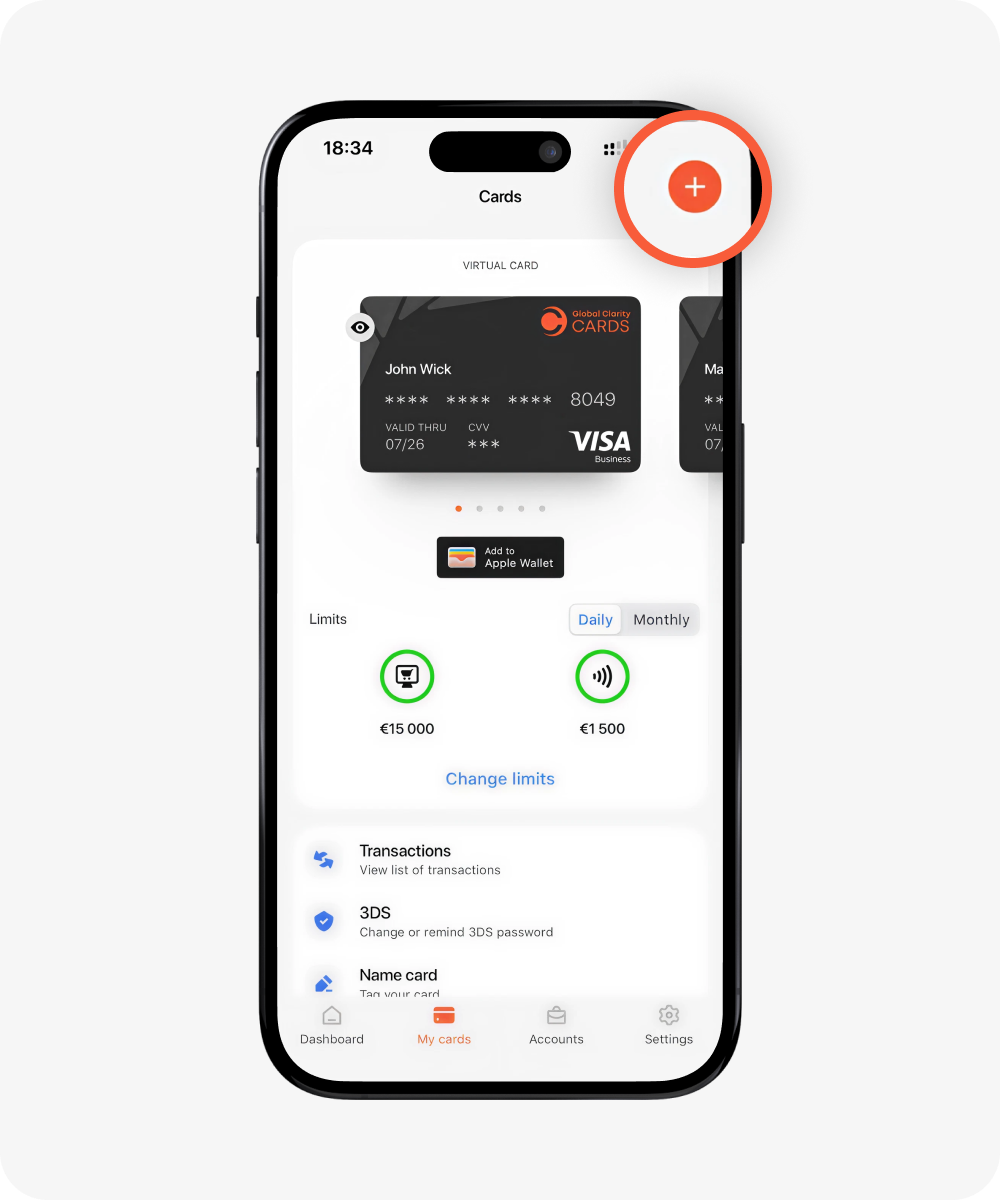 18:34
Cards
VIRTUAL CARD
Global Clarity
CARDS
John Wick
**** **** **** 8049
VALID THRU CVV
07/26 ***
VISA
Business
Ma
**
VAL
07/
Add to
Apple Wallet
Limits
Daily Monthly
€15 000
€1 500
Change limits
Transactions
View list of transactions
3DS
Change or remind 3DS password
Name card
Tag your card
Dashboard My cards Accounts Settings